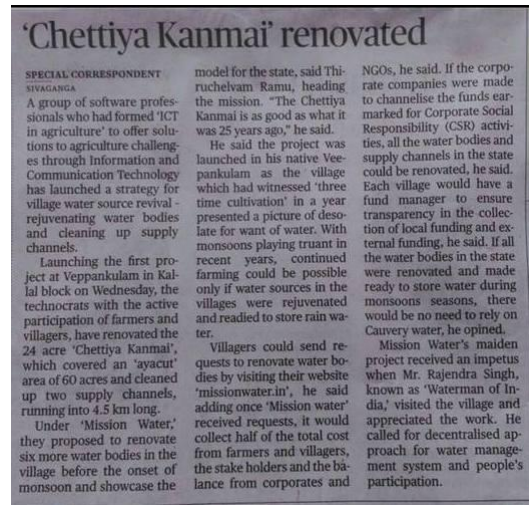 'Chettiya Kanmai' renovated
SPECIAL CORRESPONDENT
SIVAGANGA
A group of software profes-
sionals who had formed 'ICT
in agriculture' to offer solu-
tions to agriculture challeng-
es through Information and
Communication Technology
has launched a strategy for
village water source revival -
rejuvenating water bodies
and cleaning up supply
channels.
Launching the first pro-
ject at Veppankulam in Kal-
lal block on Wednesday, the
technocrats with the active
participation of farmers and
villagers, have renovated the
24 acre 'Chettiya Kanmai',
which covered an 'ayacut'
area of 60 acres and cleaned
up two supply channels,
running into 4.5 km long.
Under 'Mission Water,'
they proposed to renovate
six more water bodies in the
village before the onset of
monsoon and showcase the
model for the state, said Thi-
ruchelvam Ramu, heading
the mission. "The Chettiya
Kanmai is as good as what it
was 25 years ago," he said.
He said the project was
launched in his native Vee-
pankulam as the village
which had witnessed 'three
time cultivation' in a year
presented a picture of deso-
late for want of water. With
monsoons playing truant in
recent years, continued
farming could be possible
only if water sources in the
villages were rejuvenated
and readied to store rain wa-
ter.
Villagers could send re-
quests to renovate water bo-
dies by visiting their website
'missionwater.in', he said
adding once 'Mission water'
received requests, it would
collect half of the total cost
from farmers and villagers,
the stake holders and the ba-
lance from corporates and
NGOs, he said. If the corpo-
rate companies were made
to channelise the funds ear-
marked for Corporate Social
Responsibility (CSR) activi-
ties, all the water bodies and
supply channels in the state
could be renovated, he said.
Each village would have a
fund manager to ensure
transparency in the collec-
tion of local funding and ex-
ternal funding, he said. If all
the water bodies in the state
were renovated and made
ready to store water during
monsoons seasons, there
would be no need to rely on
Cauvery water, he opined.
Mission Water's maiden
project received an impetus
when Mr. Rajendra Singh,
known as 'Waterman of In-
dia,' visited the village and
appreciated the work. He
called for decentralised ap-
proach for water manage-
ment system and people's
participation.